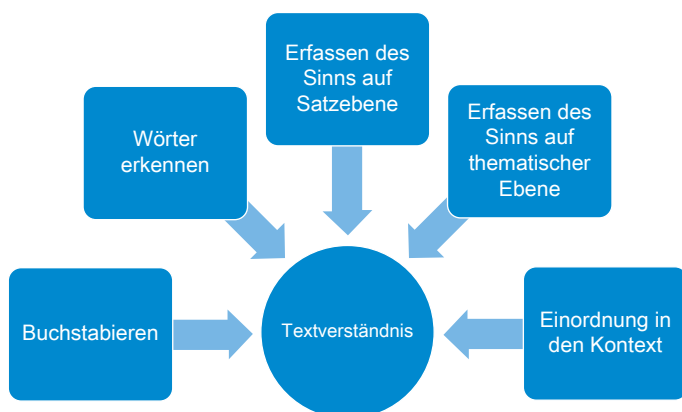 Buchstabieren
Wörter
erkennen
Erfassen des
Sinns auf
Satzebene
Erfassen des
Sinns auf
thematischer
Ebene
Einordnung in
den Kontext
Textverständnis